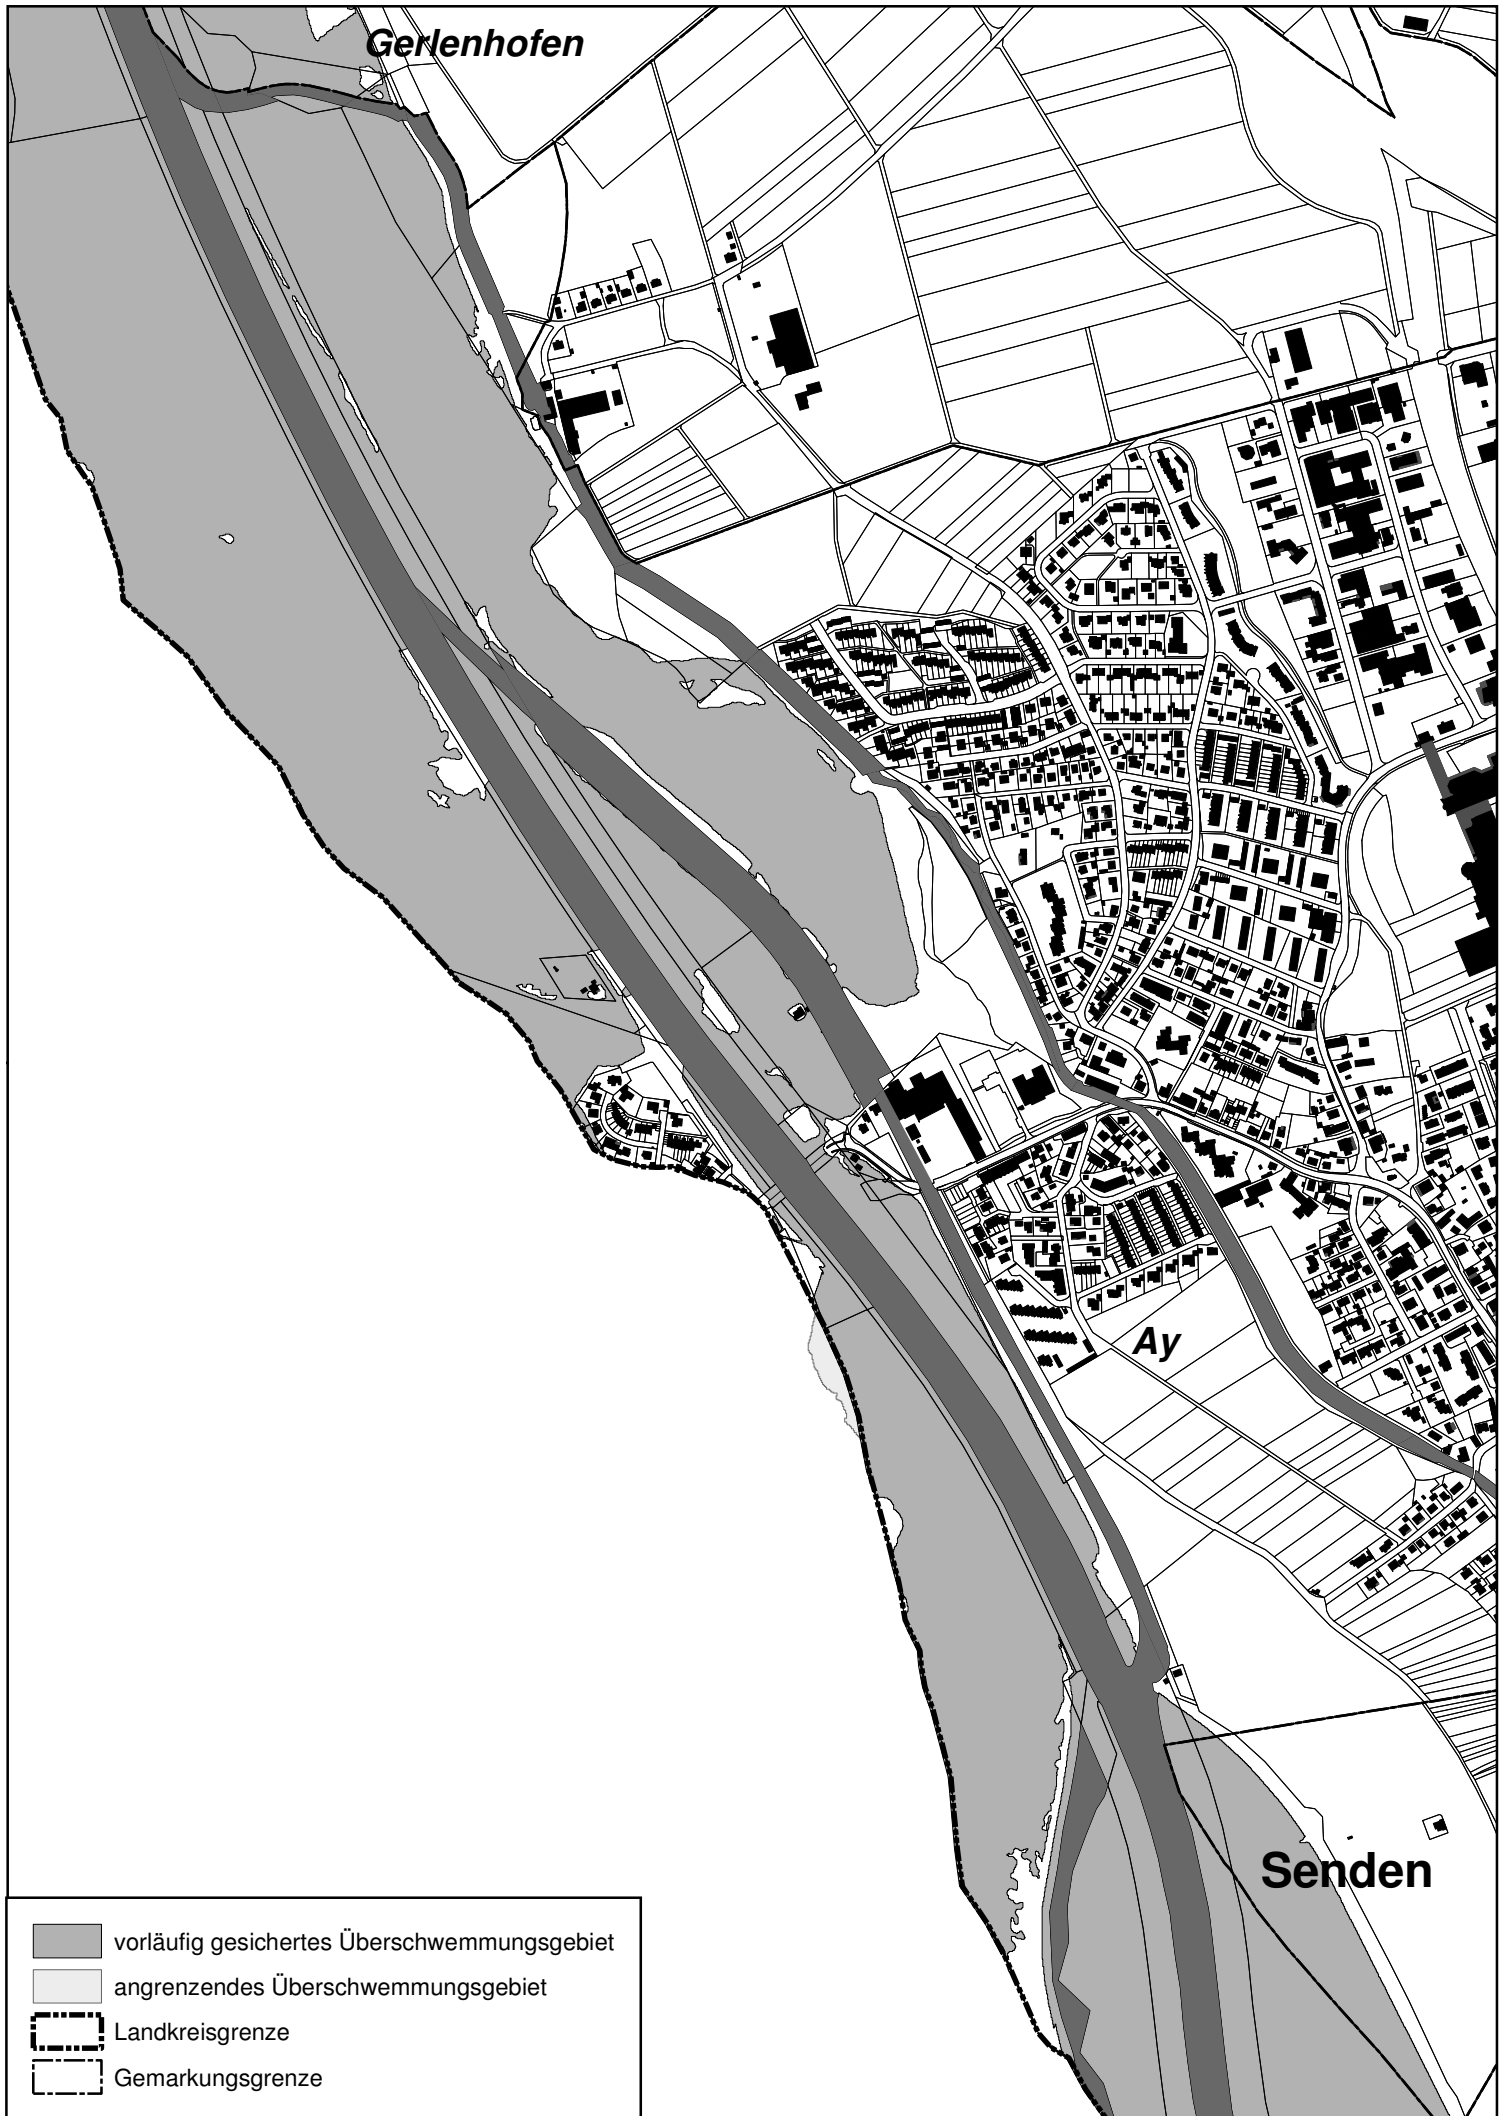 Gerlenhofen
Ay
Senden
vorläufig gesichertes Überschwemmungsgebiet
angrenzendes Überschwemmungsgebiet
Landkreisgrenze
Gemarkungsgrenze